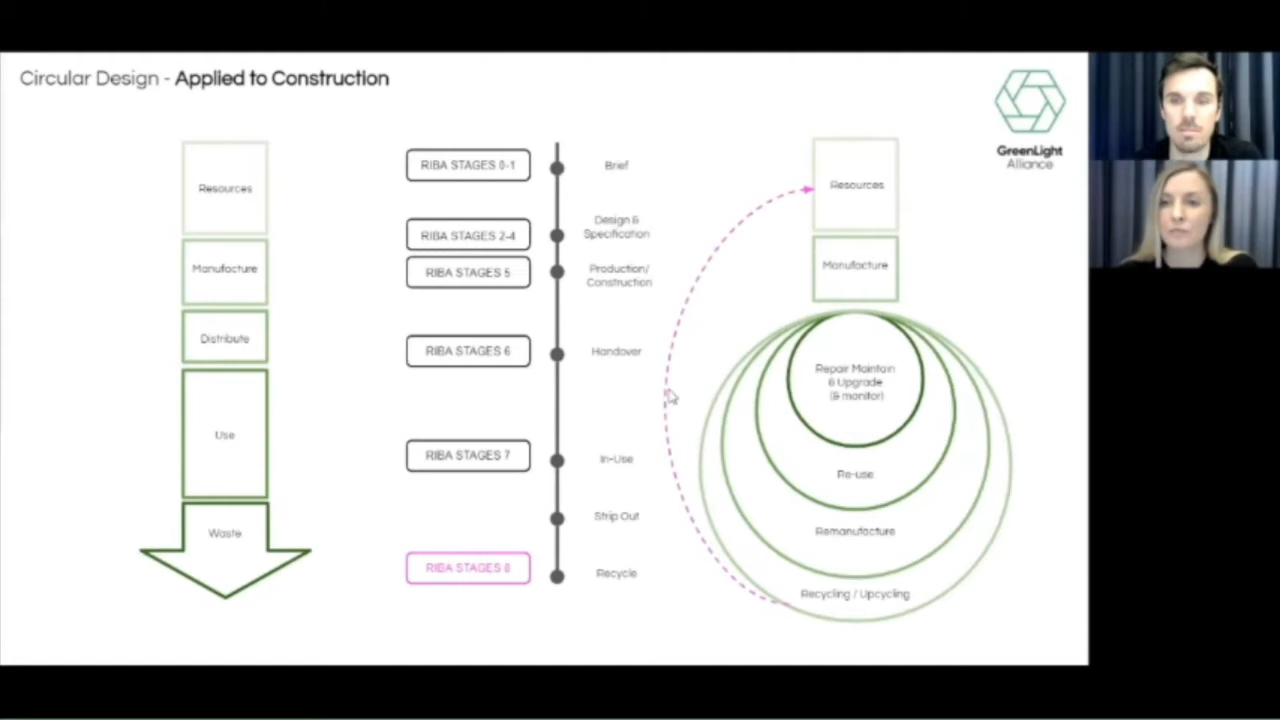 Circular Design - Applied to Construction
GreenLight
Alliance
Resources
Manufacture
Distribute
Use
Waste
RIBA STAGES 0-1
RIBA STAGES 2-4
RIBA STAGES 5
RIBA STAGES 6
RIBA STAGES 7
RIBA STAGES 8
Brief
Design &
Specification
Production/
Construction
Handover
In-Use
Strip Out
Recycle
Resources
Manufacture
Repair Maintain
& Upgrade
(& monitor)
Re-use
Remanufacture
Recycling / Upcycling